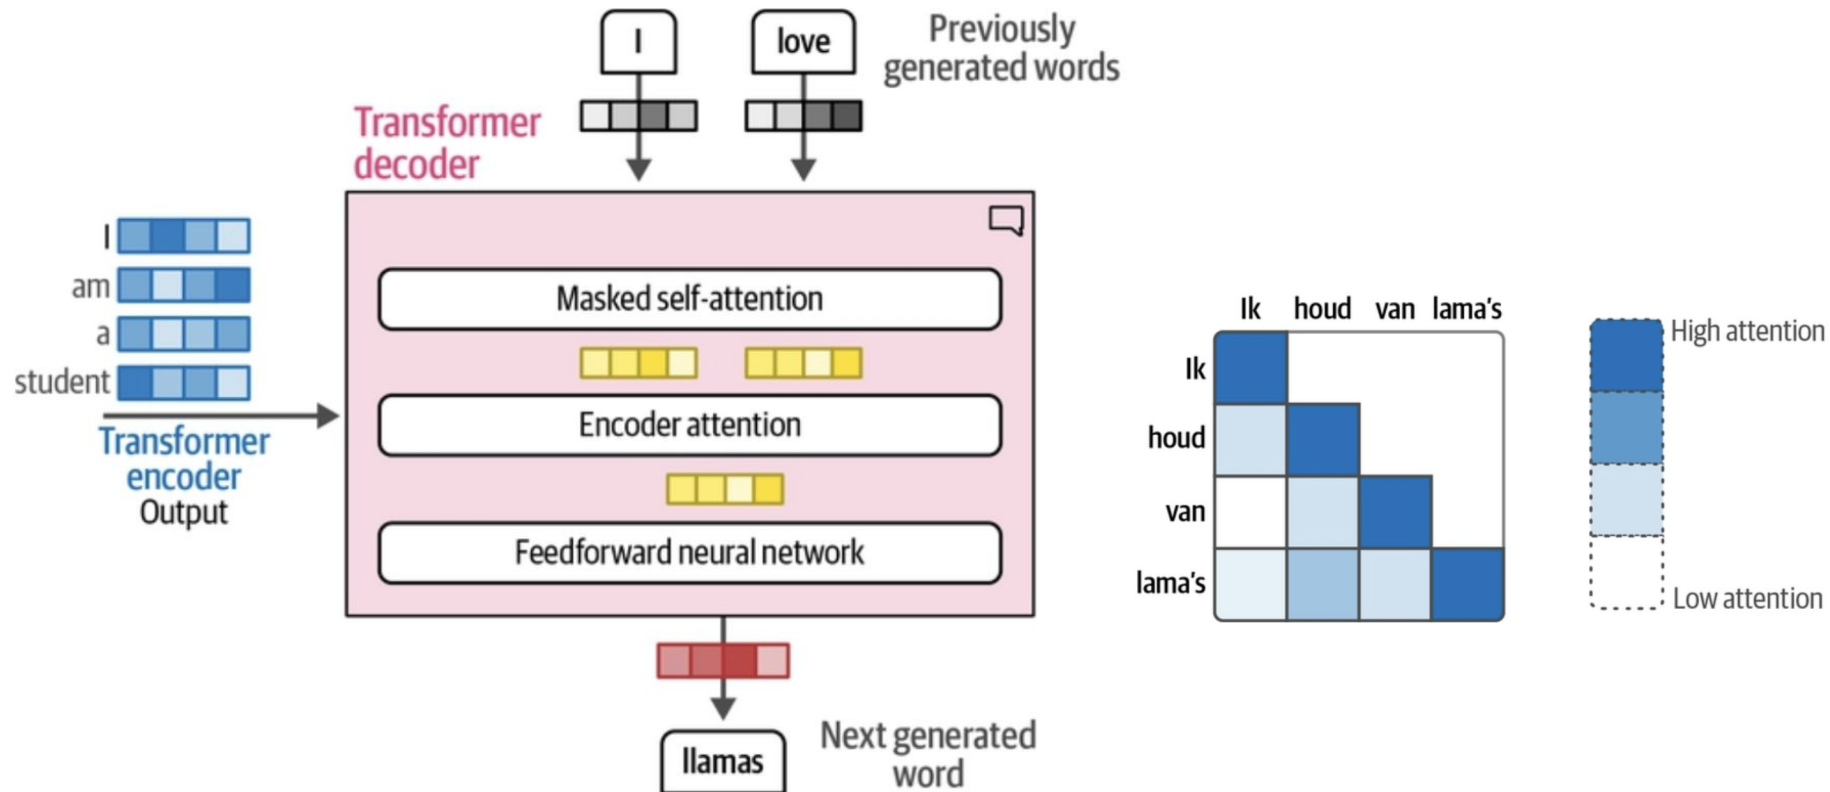 I
love
Previously
generated words
Transformer
decoder
I
am
a
student
Transformer
encoder
Output
Masked self-attention
Encoder attention
Feedforward neural network
llamas
Next generated
word
Ik houd van lama's
Ik
houd
van
lama's
High attention
Low attention